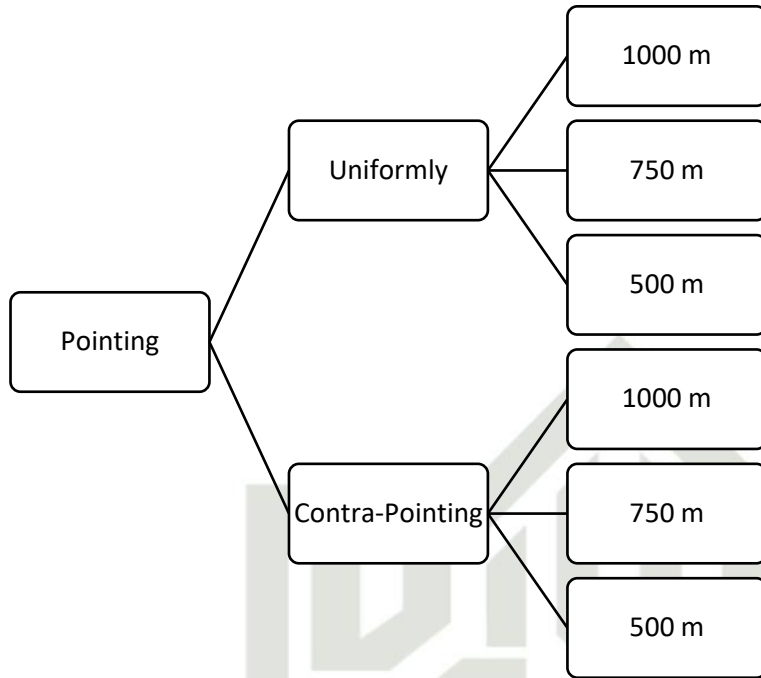 Pointing
Uniformly
1000 m
750 m
500 m
Contra-Pointing
1000 m
750 m
500 m